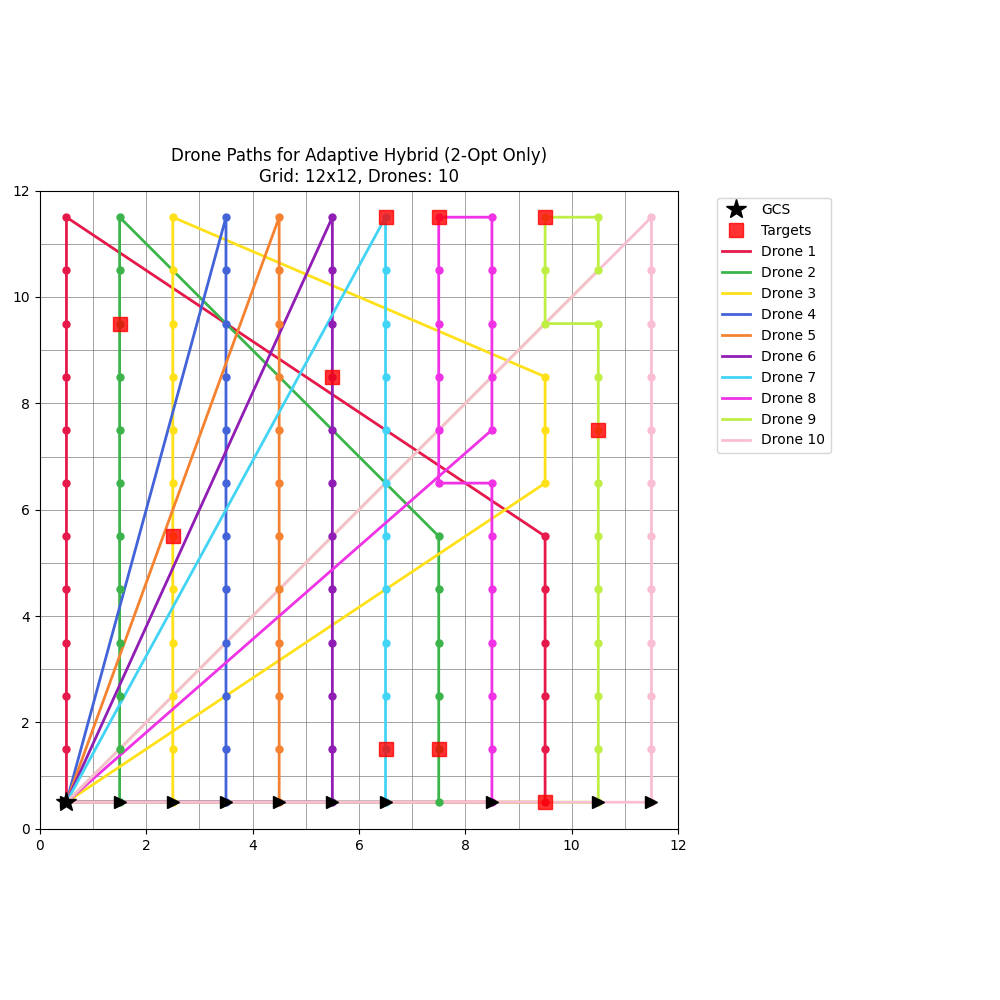 Drone Paths for Adaptive Hybrid (2-Opt Only)
Grid: 12x12, Drones: 10
12
10
8
6
4
2
0
0 2 4 6 8 10 12
GCS
Targets
Drone 1
Drone 2
Drone 3
Drone 4
Drone 5
Drone 6
Drone 7
Drone 8
Drone 9
Drone 10